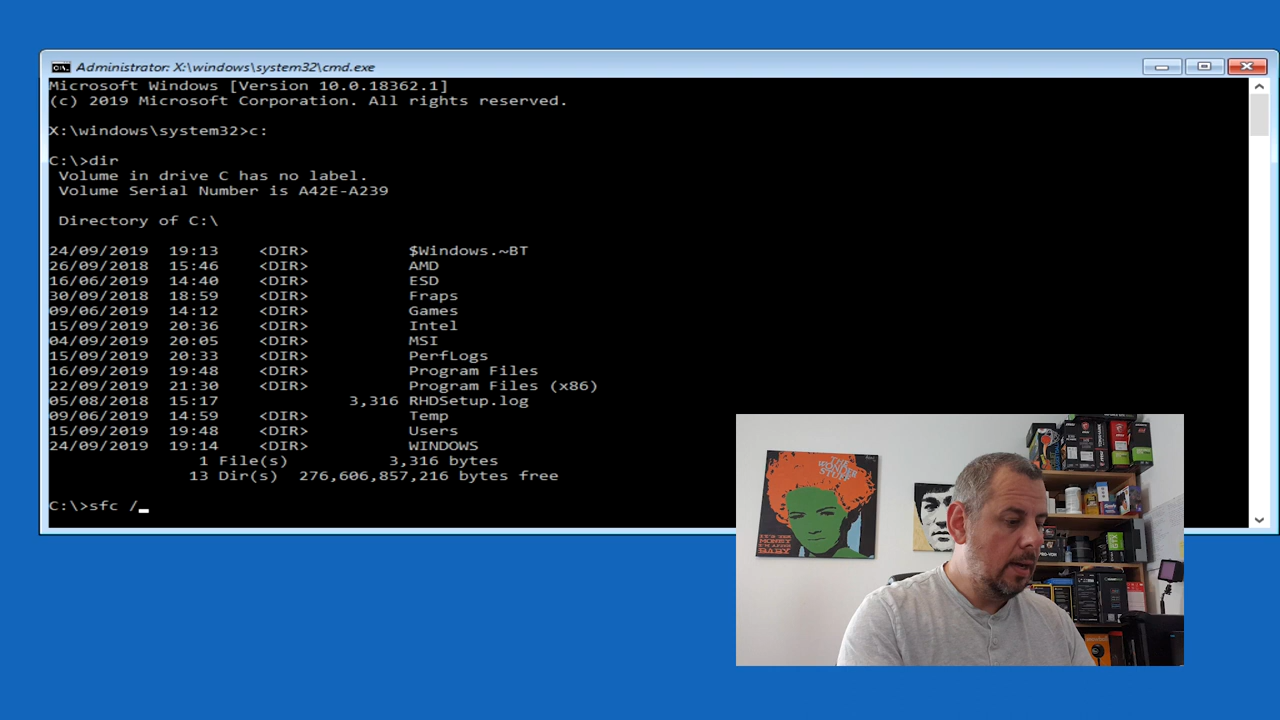 Administrator: X:\windows\system32\cmd.exe
Microsoft Windows [Version 10.0.18362.1]
(c) 2019 Microsoft Corporation. All rights reserved.
X:\windows\system32>c:
C:\>dir
Volume in drive C has no label.
Volume Serial Number is A42E-A239
Directory of C:\
24/09/2019 19:13 <DIR> $Windows.~BT
26/09/2018 15:46 <DIR> AMD
16/06/2019 14:40 <DIR> ESD
30/09/2018 18:59 <DIR> Fraps
09/06/2019 14:12 <DIR> Games
15/09/2019 20:36 <DIR> Intel
04/09/2019 20:05 <DIR> MSI
15/09/2019 20:33 <DIR> PerfLogs
16/09/2019 19:48 <DIR> Program Files
22/09/2019 21:30 <DIR> Program Files (x86)
05/08/2018 15:17 3,316 RHDSetup.log
09/06/2019 14:59 <DIR> Temp
15/09/2019 19:48 <DIR> Users
24/09/2019 19:14 <DIR> WINDOWS
1 File(s) 3,316 bytes
13 Dir(s) 276,606,857,216 bytes free
C:\>sfc /_
THE
WONDER
STUFF